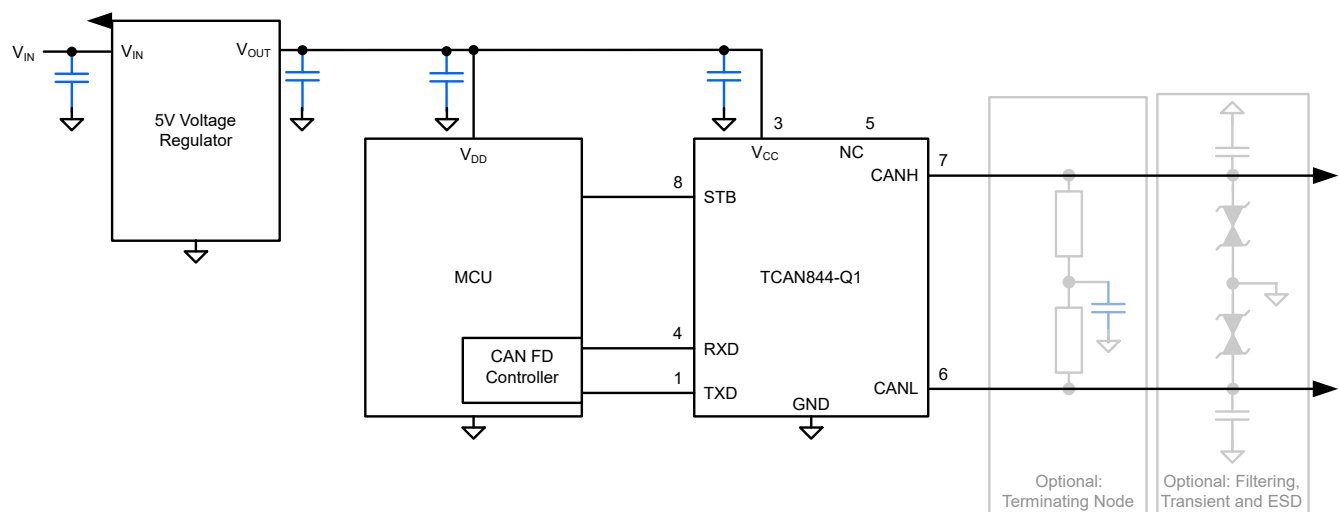 VIN
VIN
VOUT
5V Voltage
Regulator
VDD
MCU
CAN FD
Controller
8
4
1
3
5
VCC
NC
STB
CANH
7
TCAN844-Q1
RXD
TXD
CANL
6
GND
Optional:
Terminating Node
Optional: Filtering,
Transient and ESD